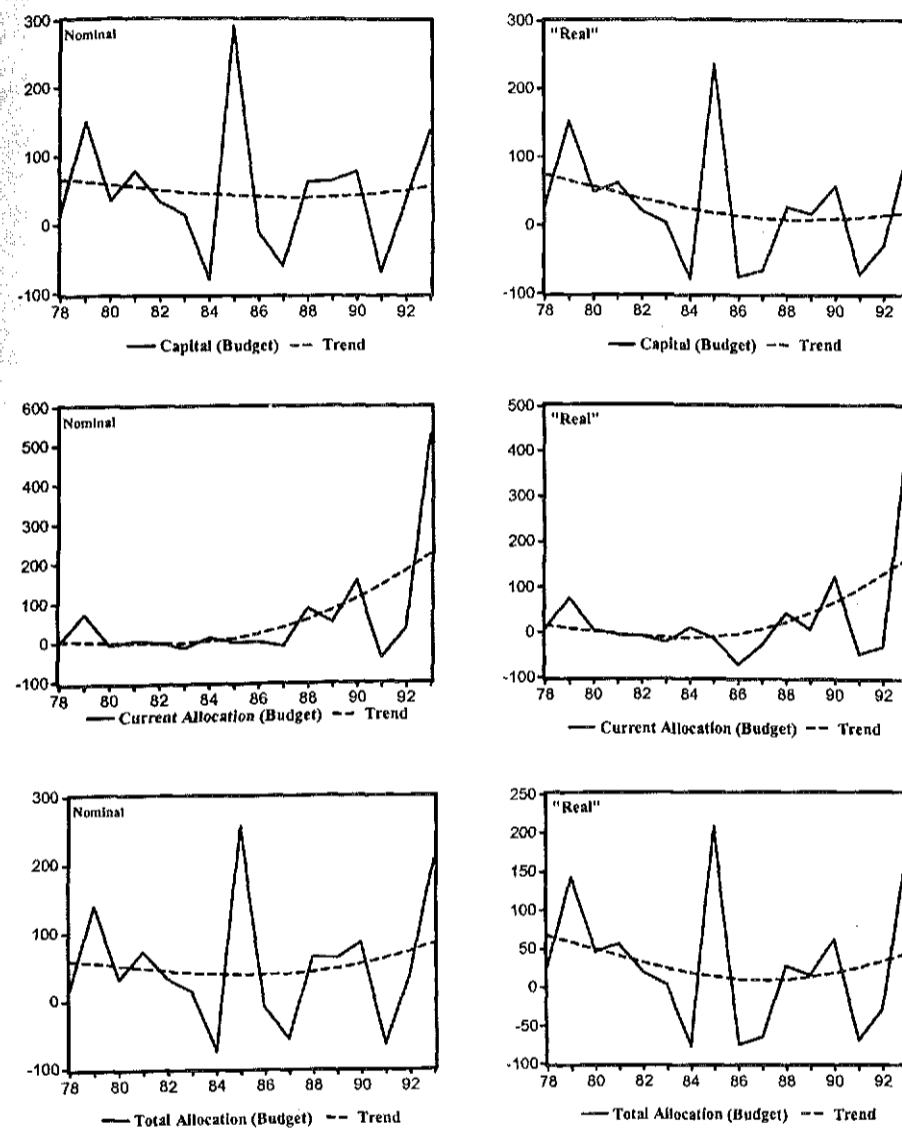 Nominal
300
200
100
0
-100
78 80 82 84 86 88 90 92
Capital (Budget) Trend
"Real"
300
200
100
0
-100
78 80 82 84 86 88 90 92
Capital (Budget) Trend
Nominal
600
500
400
300
200
100
0
-100
78 80 82 84 86 88 90 92
Current Allocation (Budget) Trend
"Real"
500
400
300
200
100
0
-100
78 80 82 84 86 88 90 92
Current Allocation (Budget) Trend
Nominal
300
200
100
0
-100
78 80 82 84 86 88 90 92
Total Allocation (Budget) Trend
"Real"
250
200
150
100
50
0
-50
-100
78 80 82 84 86 88 90 92
Total Allocation (Budget) Trend